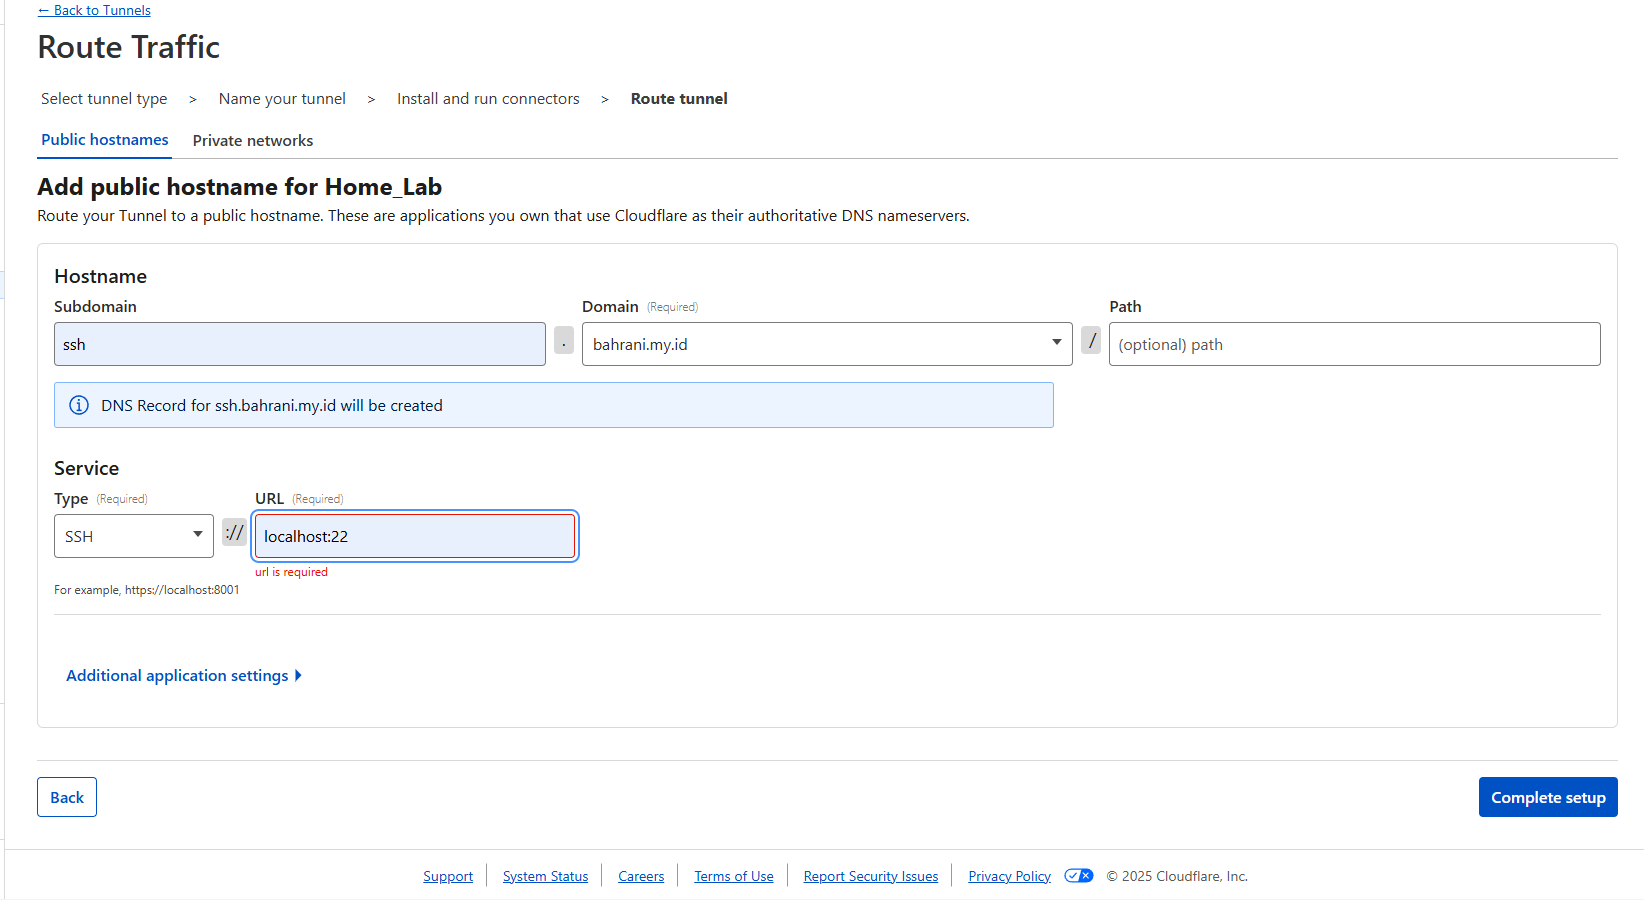 ← Back to Tunnels
Route Traffic
Select tunnel type > Name your tunnel > Install and run connectors > Route tunnel
Public hostnames Private networks
Add public hostname for Home_Lab
Route your Tunnel to a public hostname. These are applications you own that use Cloudflare as their authoritative DNS nameservers.
Hostname
Subdomain Domain (Required) Path
ssh . bahrani.my.id / (optional) path
DNS Record for ssh.bahrani.my.id will be created
Service
Type (Required) URL (Required)
SSH :// localhost:22
url is required
For example, https://localhost:8001
Additional application settings
Back Complete setup
Support System Status Careers Terms of Use Report Security Issues Privacy Policy © 2025 Cloudflare, Inc.